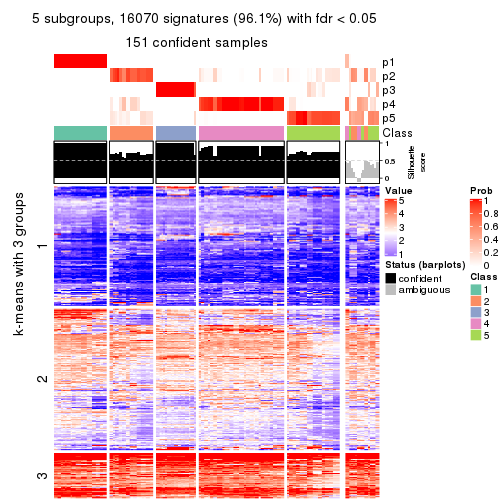 5 subgroups, 16070 signatures (96.1%) with fdr < 0.05
151 confident samples
p1
p2
p3
p4
p5
Class
1
0.5
0
Silhouette
score
k-means with 3 groups
1
2
3
Value
5
4
3
2
1
Status (barplots)
confident
ambiguous
Prob
1
0.8
0.6
0.4
0.2
0
Class
1
2
3
4
5